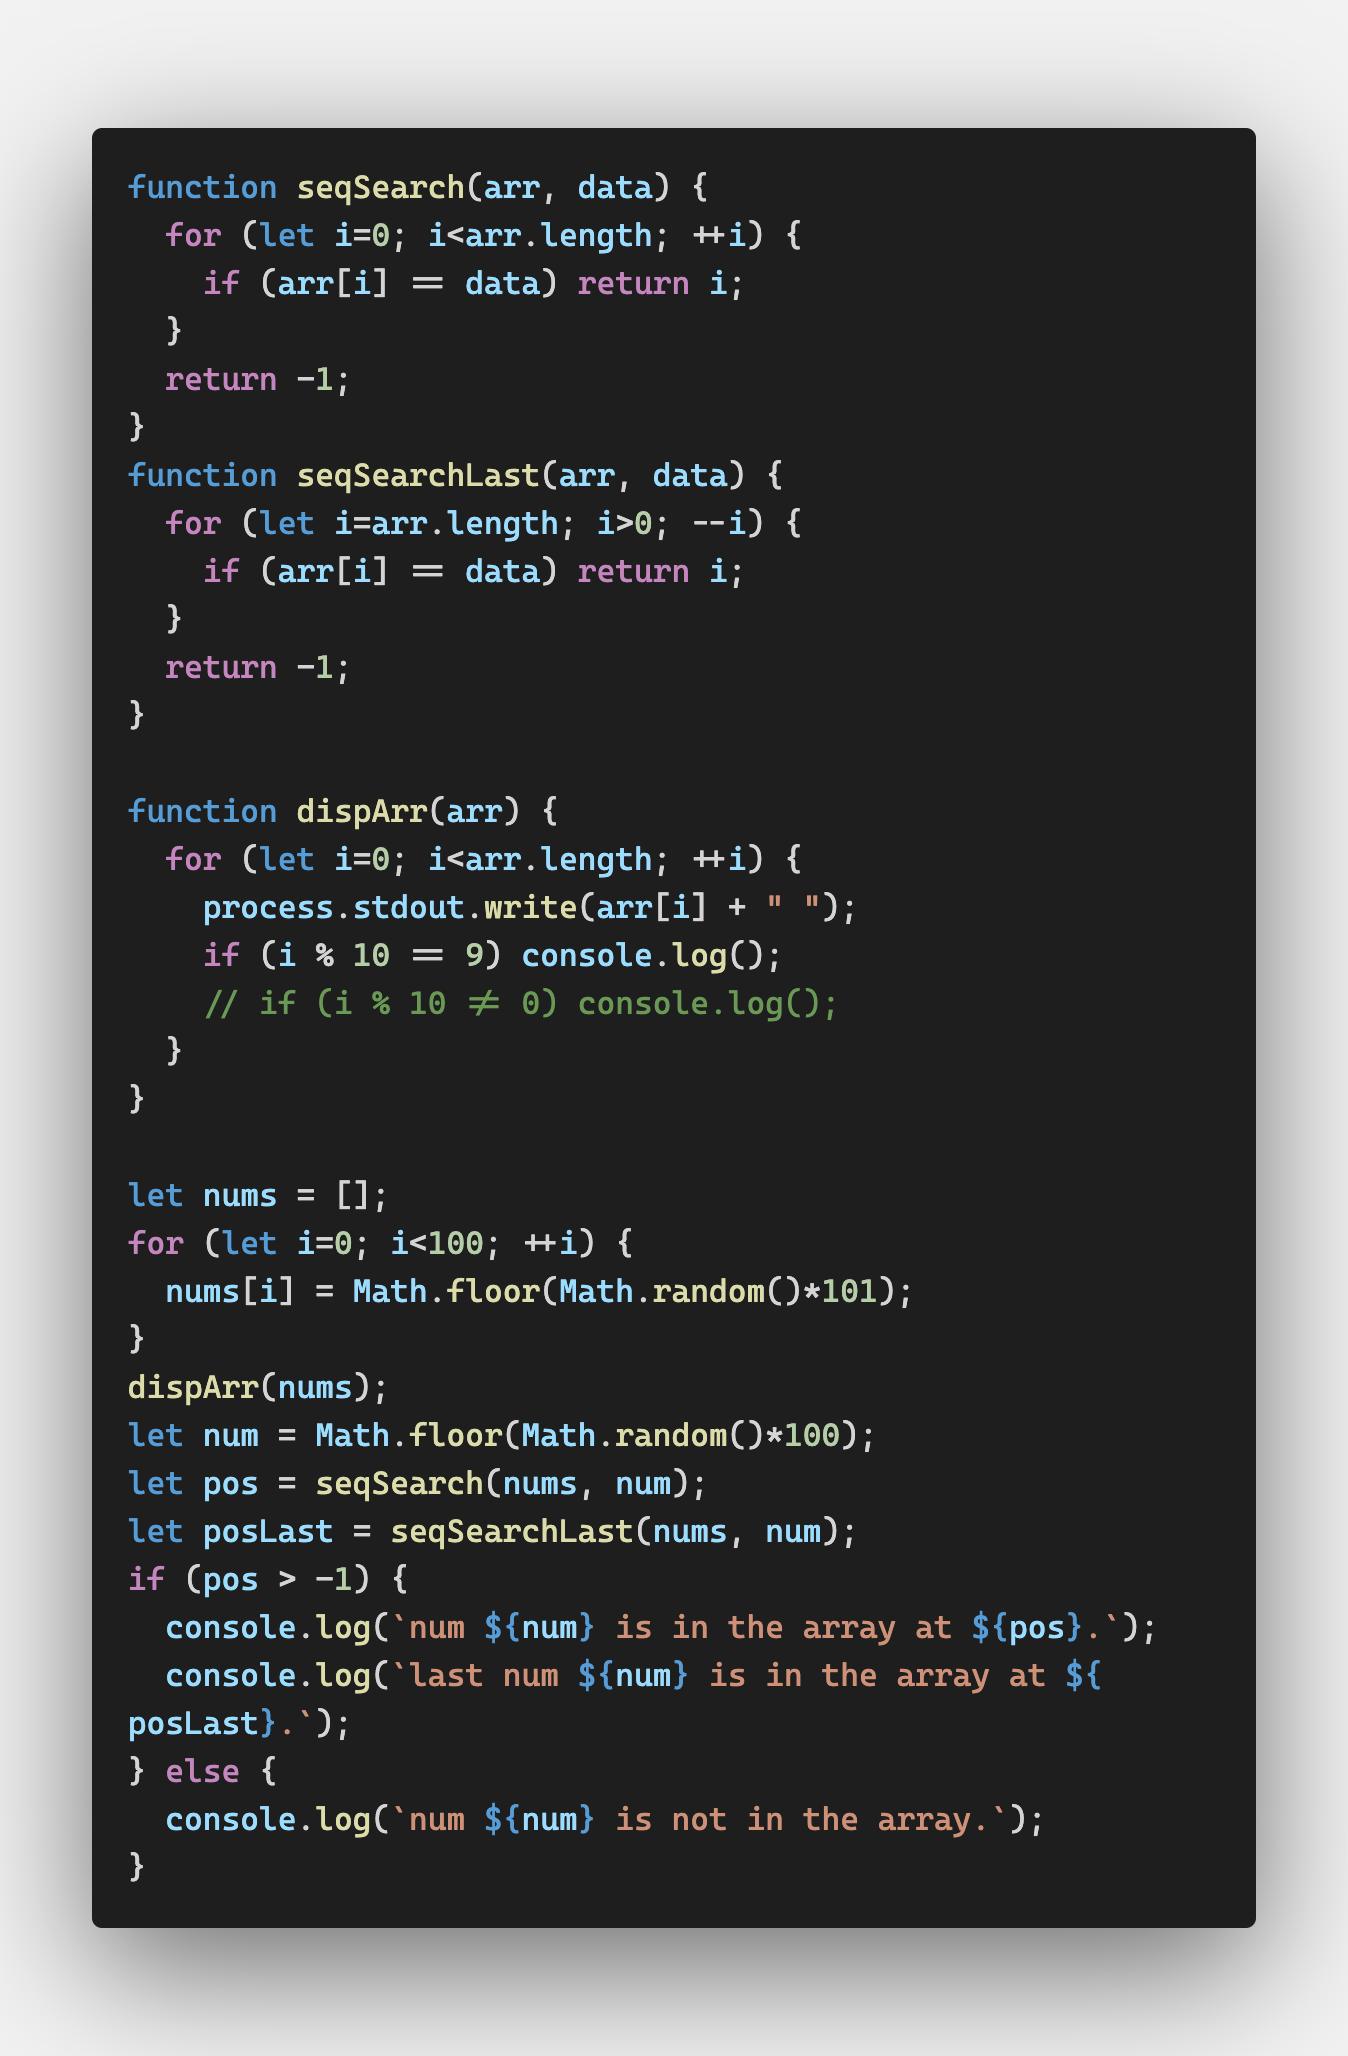 function seqSearch(arr, data) {
  for (let i=0; i<arr.length; ++i) {
    if (arr[i] == data) return i;
  }
  return -1;
}
function seqSearchLast(arr, data) {
  for (let i=arr.length; i>0; --i) {
    if (arr[i] == data) return i;
  }
  return -1;
}

function dispArr(arr) {
  for (let i=0; i<arr.length; ++i) {
    process.stdout.write(arr[i] + " ");
    if (i % 10 == 9) console.log();
    // if (i % 10 != 0) console.log();
  }
}

let nums = [];
for (let i=0; i<100; ++i) {
  nums[i] = Math.floor(Math.random()*101);
}
dispArr(nums);
let num = Math.floor(Math.random()*100);
let pos = seqSearch(nums, num);
let posLast = seqSearchLast(nums, num);
if (pos > -1) {
  console.log(`num ${num} is in the array at ${pos}.`);
  console.log(`last num ${num} is in the array at ${
posLast}.`);
} else {
  console.log(`num ${num} is not in the array.`);
}